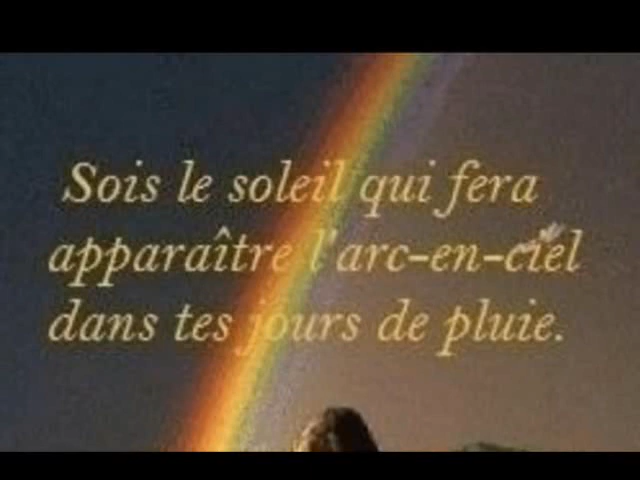 Sois le soleil qui fera
apparaître l'arc-en-ciel
dans tes jours de pluie.